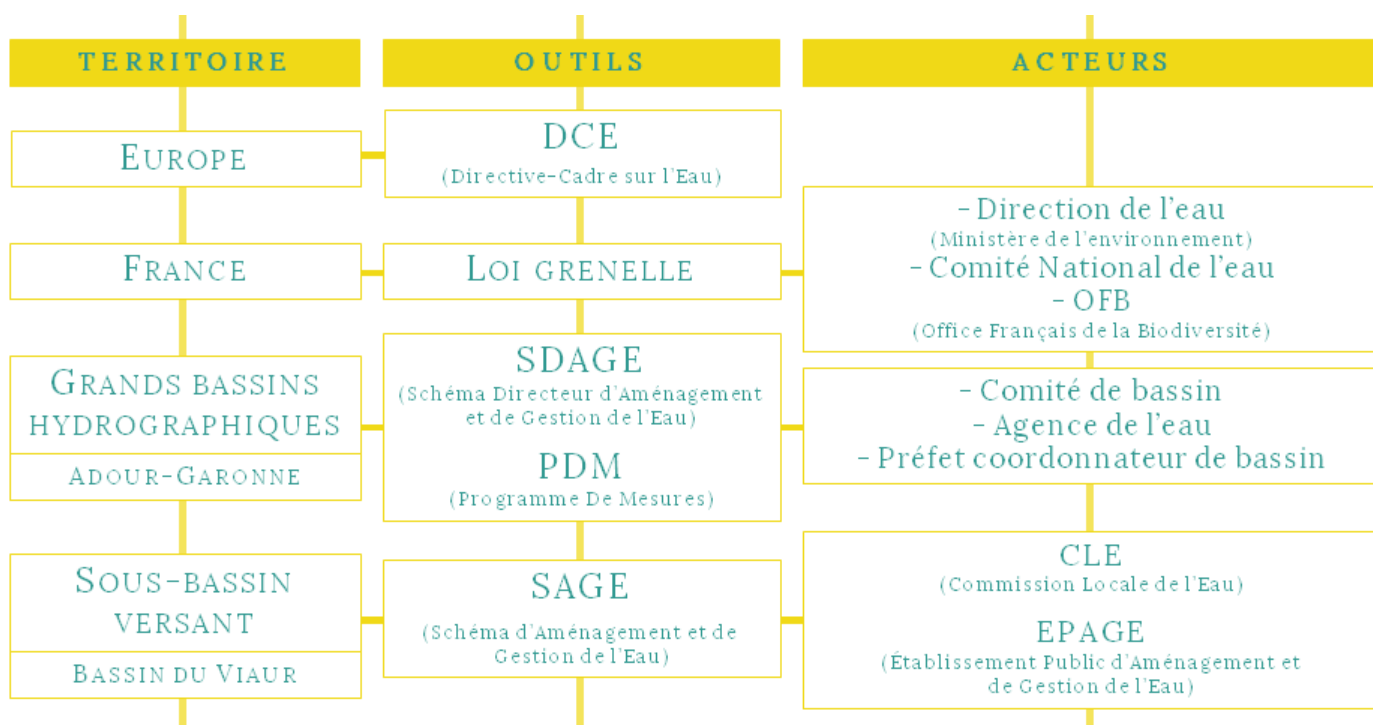 TERRITOIRE
OUTILS
ACTEURS
EUROPE
DCE
(Directive-Cadre sur l'Eau)
FRANCE
LOI GRENELLE
- Direction de l'eau
(Ministère de l'environnement)
- Comité National de l'eau
- OFB
(Office Français de la Biodiversité)
GRANDS BASSINS
HYDROGRAPHIQUES
ADOUR-GARONNE
SDAGE
(Schéma Directeur d'Aménagement
et de Gestion de l'Eau)
PDM
(Programme De Mesures)
- Comité de bassin
- Agence de l'eau
- Préfet coordonnateur de bassin
SOUS-BASSIN
VERSANT
BASSIN DU VIAUR
SAGE
(Schéma d'Aménagement et de
Gestion de l'Eau)
CLE
(Commission Locale de l'Eau)
EPAGE
(Établissement Public d'Aménagement et
de Gestion de l'Eau)